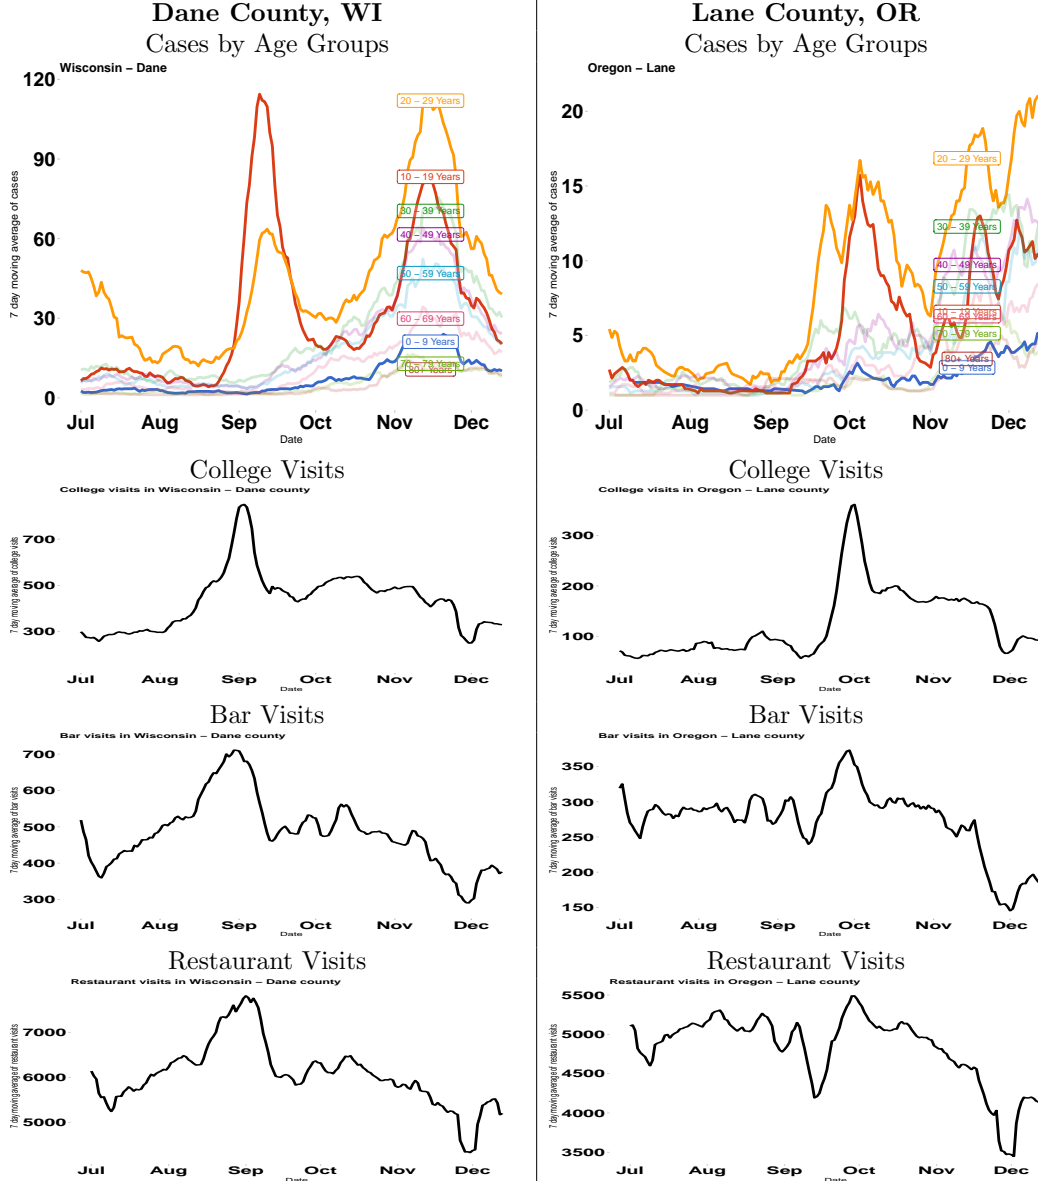 Dane County, WI
Cases by Age Groups
Wisconsin – Dane
120
90
60
30
0
7 day moving average of cases
20 – 29 Years
10 – 19 Years
30 – 39 Years
40 – 49 Years
50 – 59 Years
60 – 69 Years
0 – 9 Years
70 – 79 Years
80+ Years
Jul Aug Sep Oct Nov Dec
Date
College Visits
College visits in Wisconsin – Dane county
700
500
300
7 day moving average of college visits
Jul Aug Sep Oct Nov Dec
Date
Bar Visits
Bar visits in Wisconsin – Dane county
700
600
500
400
300
7 day moving average of bar visits
Jul Aug Sep Oct Nov Dec
Date
Restaurant Visits
Restaurant visits in Wisconsin – Dane county
7000
6000
5000
7 day moving average of restaurant visits
Jul Aug Sep Oct Nov Dec
Date
Lane County, OR
Cases by Age Groups
Oregon – Lane
20
15
10
5
0
7 day moving average of cases
20 – 29 Years
30 – 39 Years
40 – 49 Years
50 – 59 Years
10 – 19 Years
60 – 69 Years
70 – 79 Years
80+ Years
0 – 9 Years
Jul Aug Sep Oct Nov Dec
Date
College Visits
College visits in Oregon – Lane county
300
200
100
7 day moving average of college visits
Jul Aug Sep Oct Nov Dec
Date
Bar Visits
Bar visits in Oregon – Lane county
350
300
250
200
150
7 day moving average of bar visits
Jul Aug Sep Oct Nov Dec
Date
Restaurant Visits
Restaurant visits in Oregon – Lane county
5500
5000
4500
4000
3500
7 day moving average of restaurant visits
Jul Aug Sep Oct Nov Dec
Date